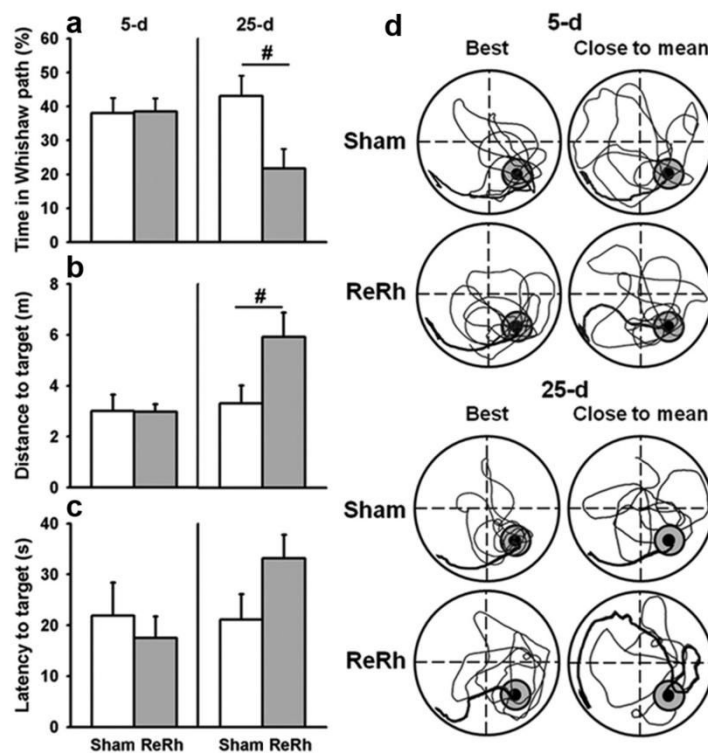 a
5-d
25-d
Time in Whishaw path (%)
60
50
40
30
20
10
0
#
b
Distance to target (m)
8
6
4
2
0
#
c
Latency to target (s)
40
30
20
10
0
Sham ReRh
Sham ReRh
d
5-d
Best
Close to mean
Sham
ReRh
25-d
Best
Close to mean
Sham
ReRh